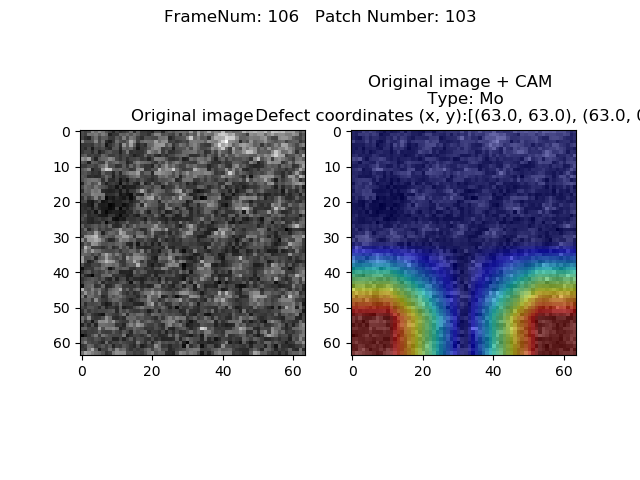 FrameNum: 106   Patch Number: 103
Original image + CAM
Type: Mo
Original image
Defect coordinates (x, y):[(63.0, 63.0), (63.0, 0
0
10
20
30
40
50
60
0 20 40 60
0
10
20
30
40
50
60
0 20 40 60